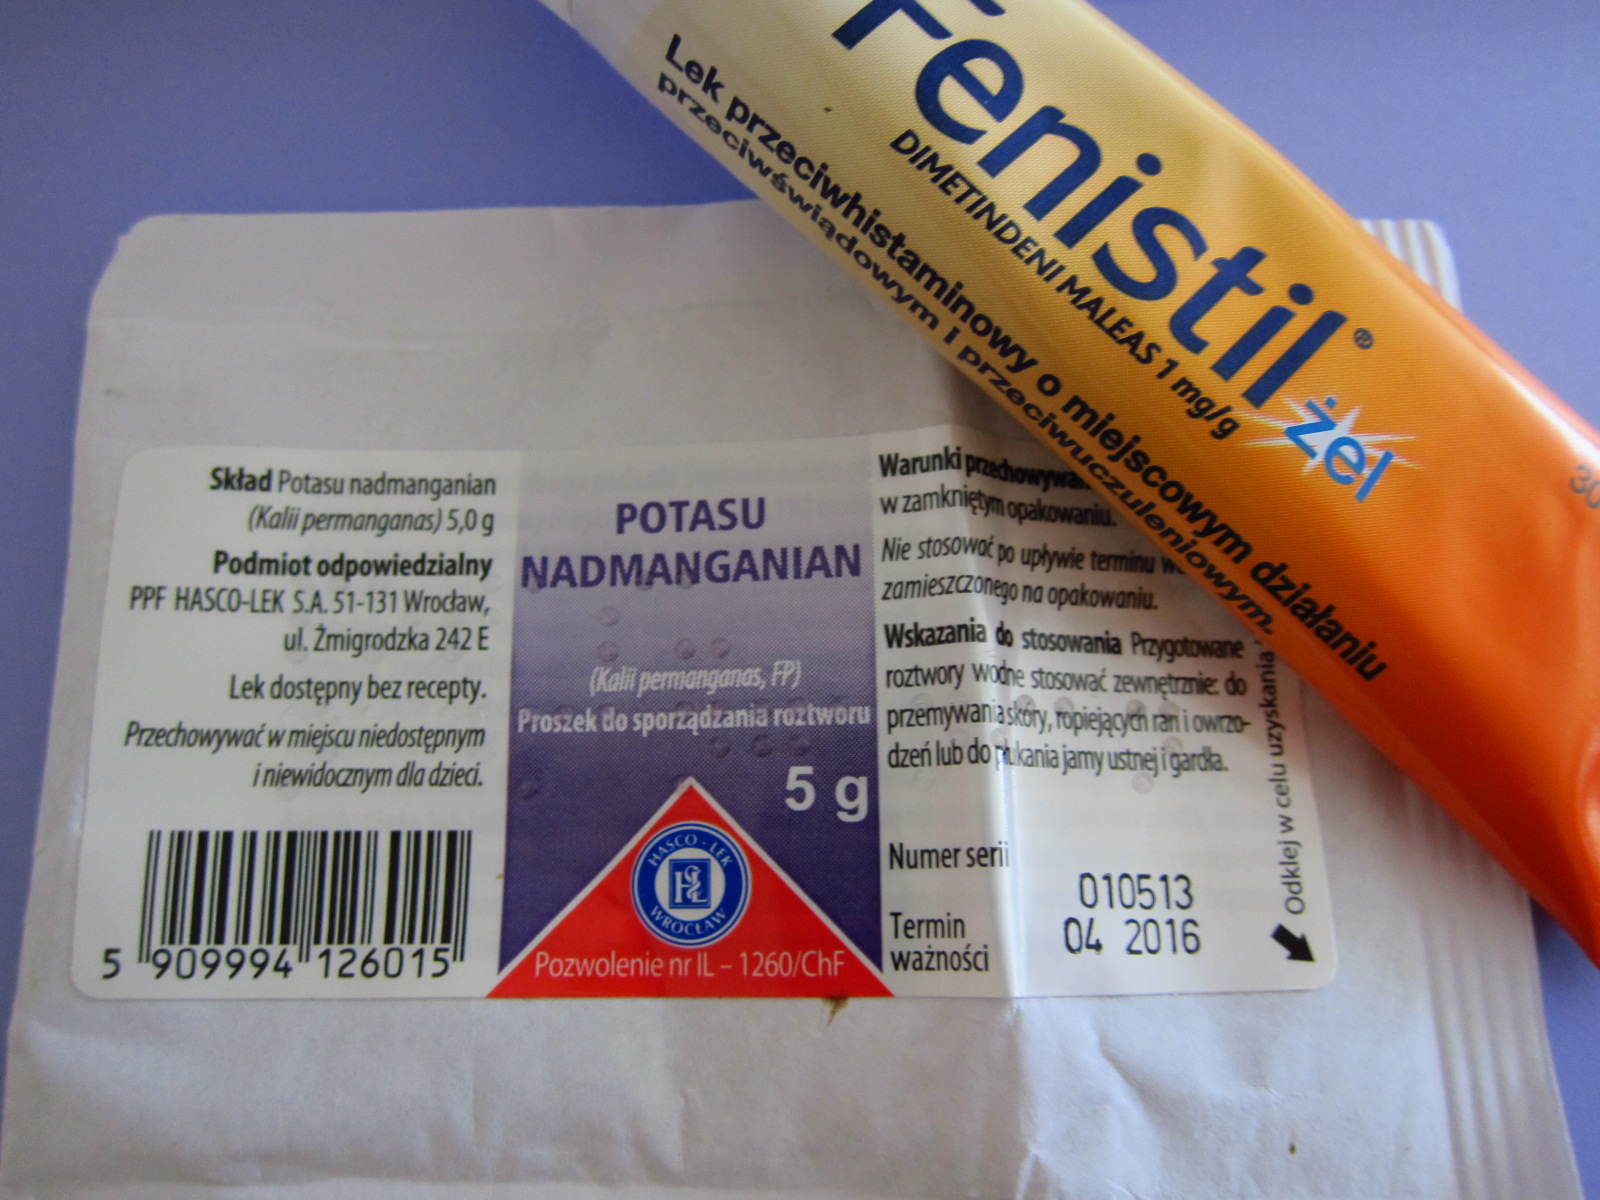 Fenistil®
żel
DIMETINDENI MALEAS 1 mg/g
Lek przeciwhistaminowy o miejscowym działaniu
przeciwświądowym i przeciwuczuleniowym.
30
Skład Potasu nadmanganian
(Kalii permanganas) 5,0 g
Podmiot odpowiedzialny
PPF HASCO-LEK S.A. 51-131 Wrocław,
ul. Żmigrodzka 242 E
Lek dostępny bez recepty.
Przechowywać w miejscu niedostępnym
i niewidocznym dla dzieci.
5 909994 126015
POTASU
NADMANGANIAN
(Kalii permanganas, FP)
Proszek do sporządzania roztworu
5 g
HASCO-LEK
WROCŁAW
Pozwolenie nr IL – 1260/ChF
Warunki
w zamkniętym opakowaniu.
Nie stosować po upływie terminu
zamieszczonego na opakowaniu.
Wskazania do stosowania Przygotowane
roztwory wodne stosować zewnętrznie: do
przemywania skóry, ropiejących ran i owrzo-
dzeń lub do płukania jamy ustnej i gardła.
Numer serii
010513
Termin
ważności
04 2016
Odklej w celu uzyskania